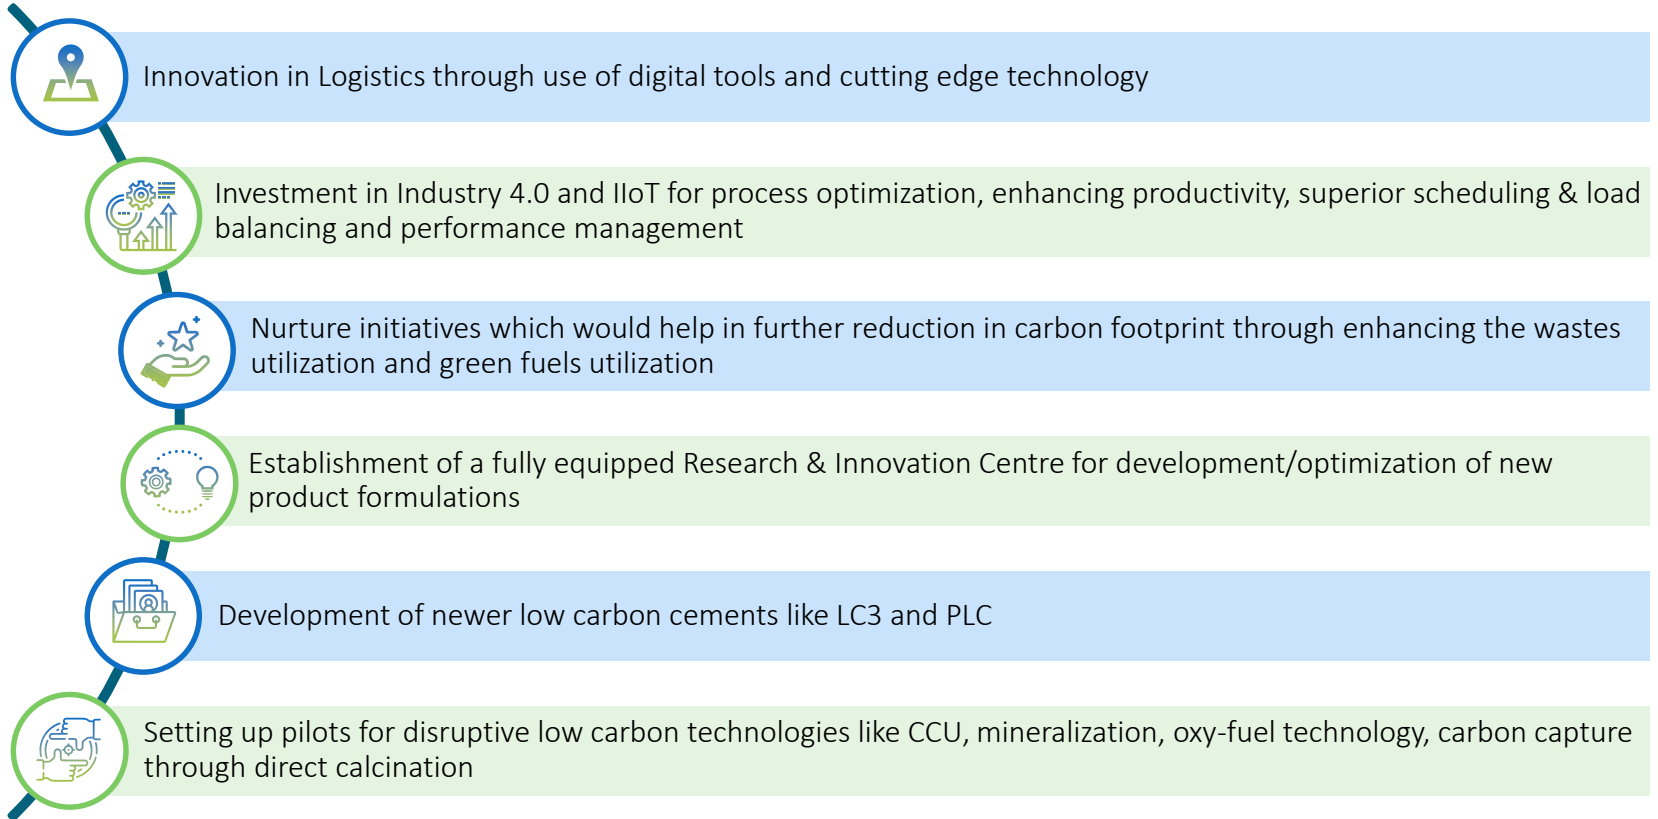 Innovation in Logistics through use of digital tools and cutting edge technology
Investment in Industry 4.0 and IIoT for process optimization, enhancing productivity, superior scheduling & load
balancing and performance management
Nurture initiatives which would help in further reduction in carbon footprint through enhancing the wastes
utilization and green fuels utilization
Establishment of a fully equipped Research & Innovation Centre for development/optimization of new
product formulations
Development of newer low carbon cements like LC3 and PLC
Setting up pilots for disruptive low carbon technologies like CCU, mineralization, oxy-fuel technology, carbon capture
through direct calcination